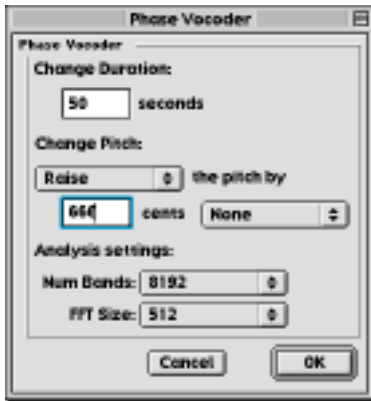 Phase Vocoder
Phase Vocoder
Change Duration:
50 seconds
Change Pitch:
Raise the pitch by
666 cents None
Analysis settings:
Num Bands: 8192
FFT Size: 512
Cancel OK